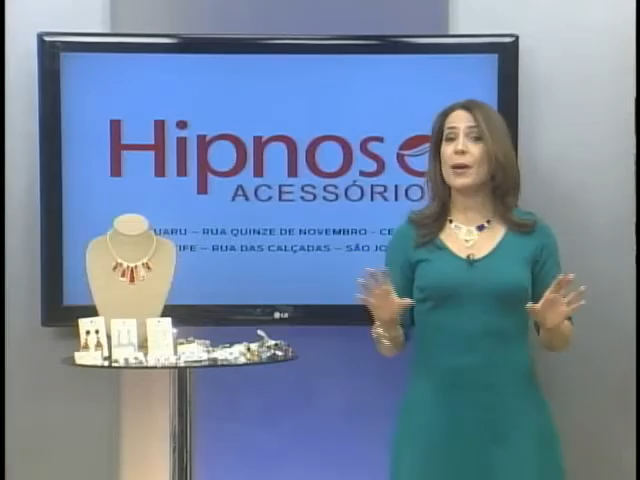 Hipnose
ACESSÓRIO
UARU – RUA QUINZE DE NOVEMBRO - CE
IFE – RUA DAS CALÇADAS – SÃO JO
LG